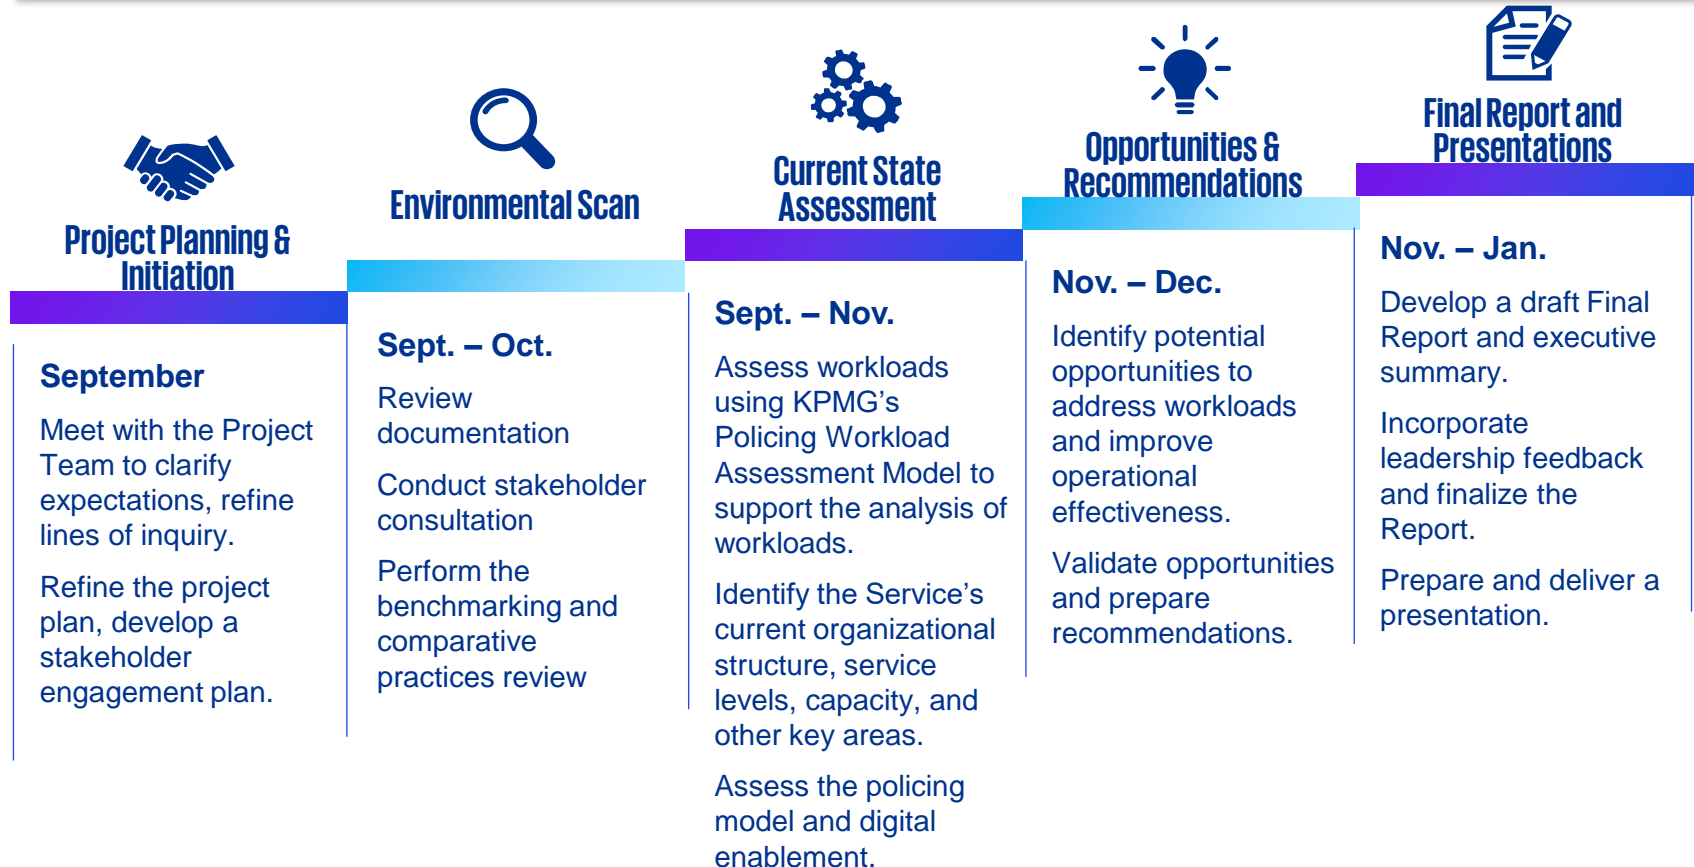 Project Planning &
Initiation
September
Meet with the Project
Team to clarify
expectations, refine
lines of inquiry.
Refine the project
plan, develop a
stakeholder
engagement plan.
Environmental Scan
Sept. – Oct.
Review
documentation
Conduct stakeholder
consultation
Perform the
benchmarking and
comparative
practices review
Current State
Assessment
Sept. – Nov.
Assess workloads
using KPMG's
Policing Workload
Assessment Model to
support the analysis of
workloads.
Identify the Service's
current organizational
structure, service
levels, capacity, and
other key areas.
Assess the policing
model and digital
enablement.
Opportunities &
Recommendations
Nov. – Dec.
Identify potential
opportunities to
address workloads
and improve
operational
effectiveness.
Validate opportunities
and prepare
recommendations.
Final Report and
Presentations
Nov. – Jan.
Develop a draft Final
Report and executive
summary.
Incorporate
leadership feedback
and finalize the
Report.
Prepare and deliver a
presentation.